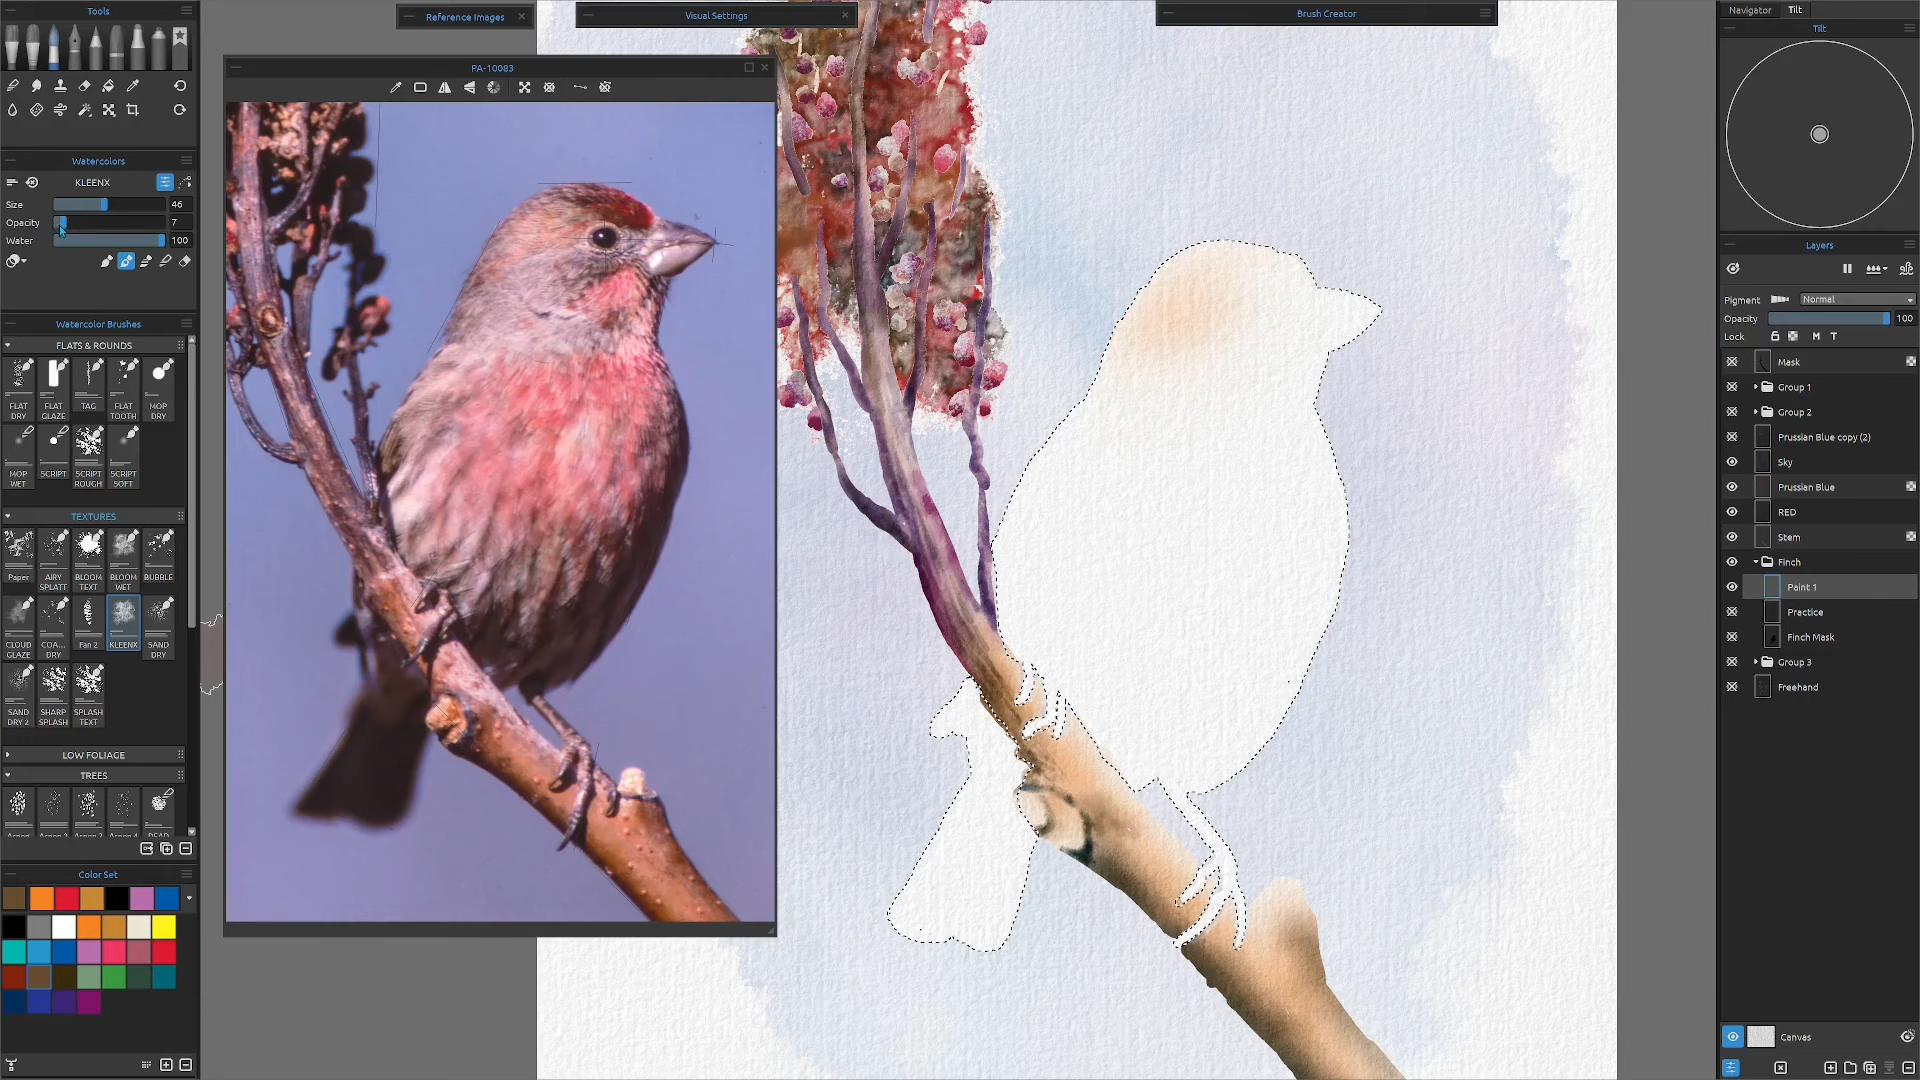 Tools
Reference Images
Visual Settings
Brush Creator
Navigator
Tilt
Tilt
PA-10083
Watercolors
KLEENX
Size 46
Opacity 7
Water 100
Watercolor Brushes
FLATS & ROUNDS
FLAT DRY
FLAT GLAZE
TAG
FLAT TOOTH
MOP DRY
MOP WET
SCRIPT
SCRIPT ROUGH
SCRIPT SOFT
TEXTURES
Paper
AIRY SPLATT
BLOOM TEXT
BLOOM WET
BUBBLE
CLOUD GLAZE
COA... DRY
Fan 2
KLEENX
SAND DRY
SAND DRY 2
SHARP SPLASH
SPLASH TEXT
LOW FOLIAGE
TREES
Color Set
Layers
Pigment Normal
Opacity 100
Lock M T
Mask
Group 1
Group 2
Prussian Blue copy (2)
Sky
Prussian Blue
RED
Stem
Finch
Paint 1
Practice
Finch Mask
Group 3
Freehand
Canvas